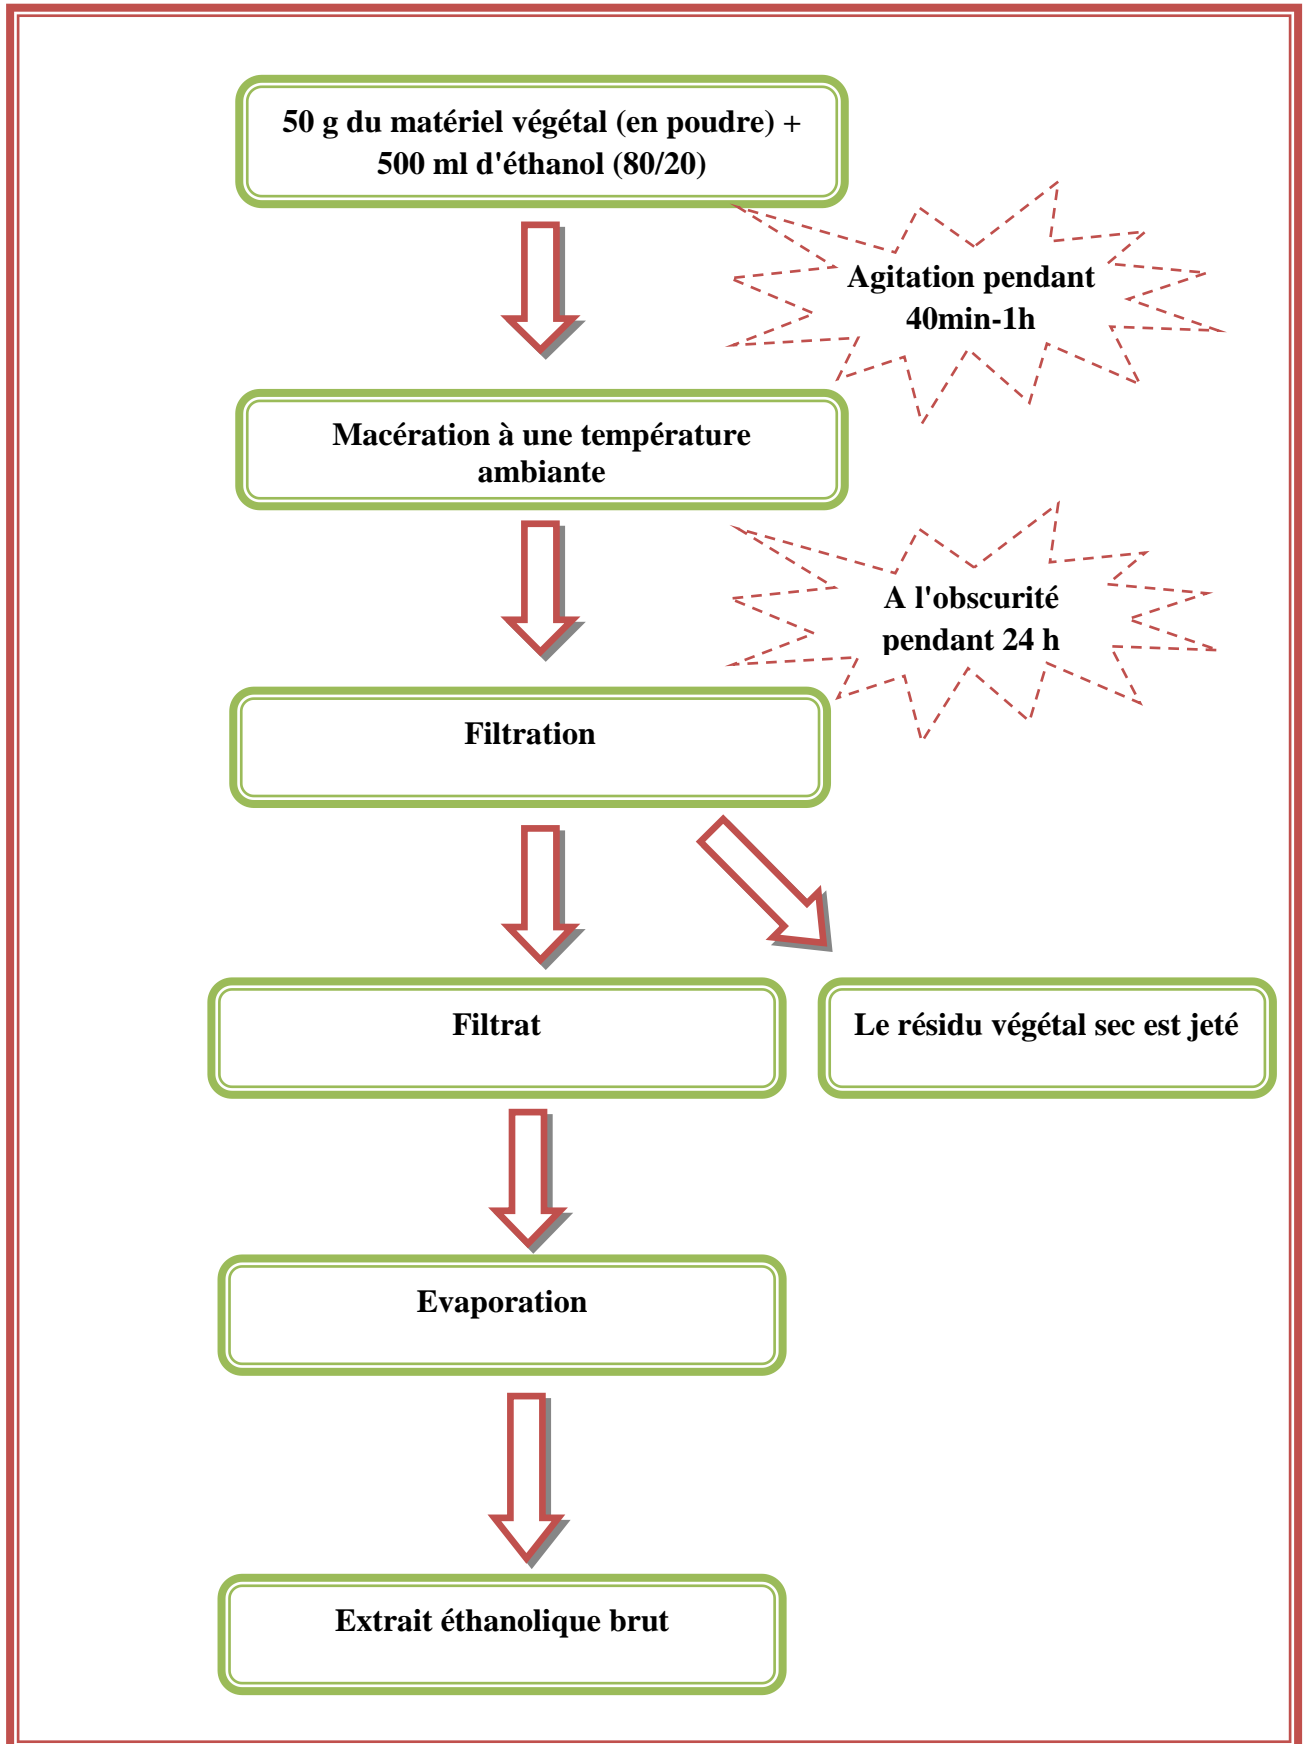 50 g du matériel végétal (en poudre) +
500 ml d'éthanol (80/20)
Agitation pendant
40min-1h
Macération à une température
ambiante
A l'obscurité
pendant 24 h
Filtration
Filtrat
Le résidu végétal sec est jeté
Evaporation
Extrait éthanolique brut